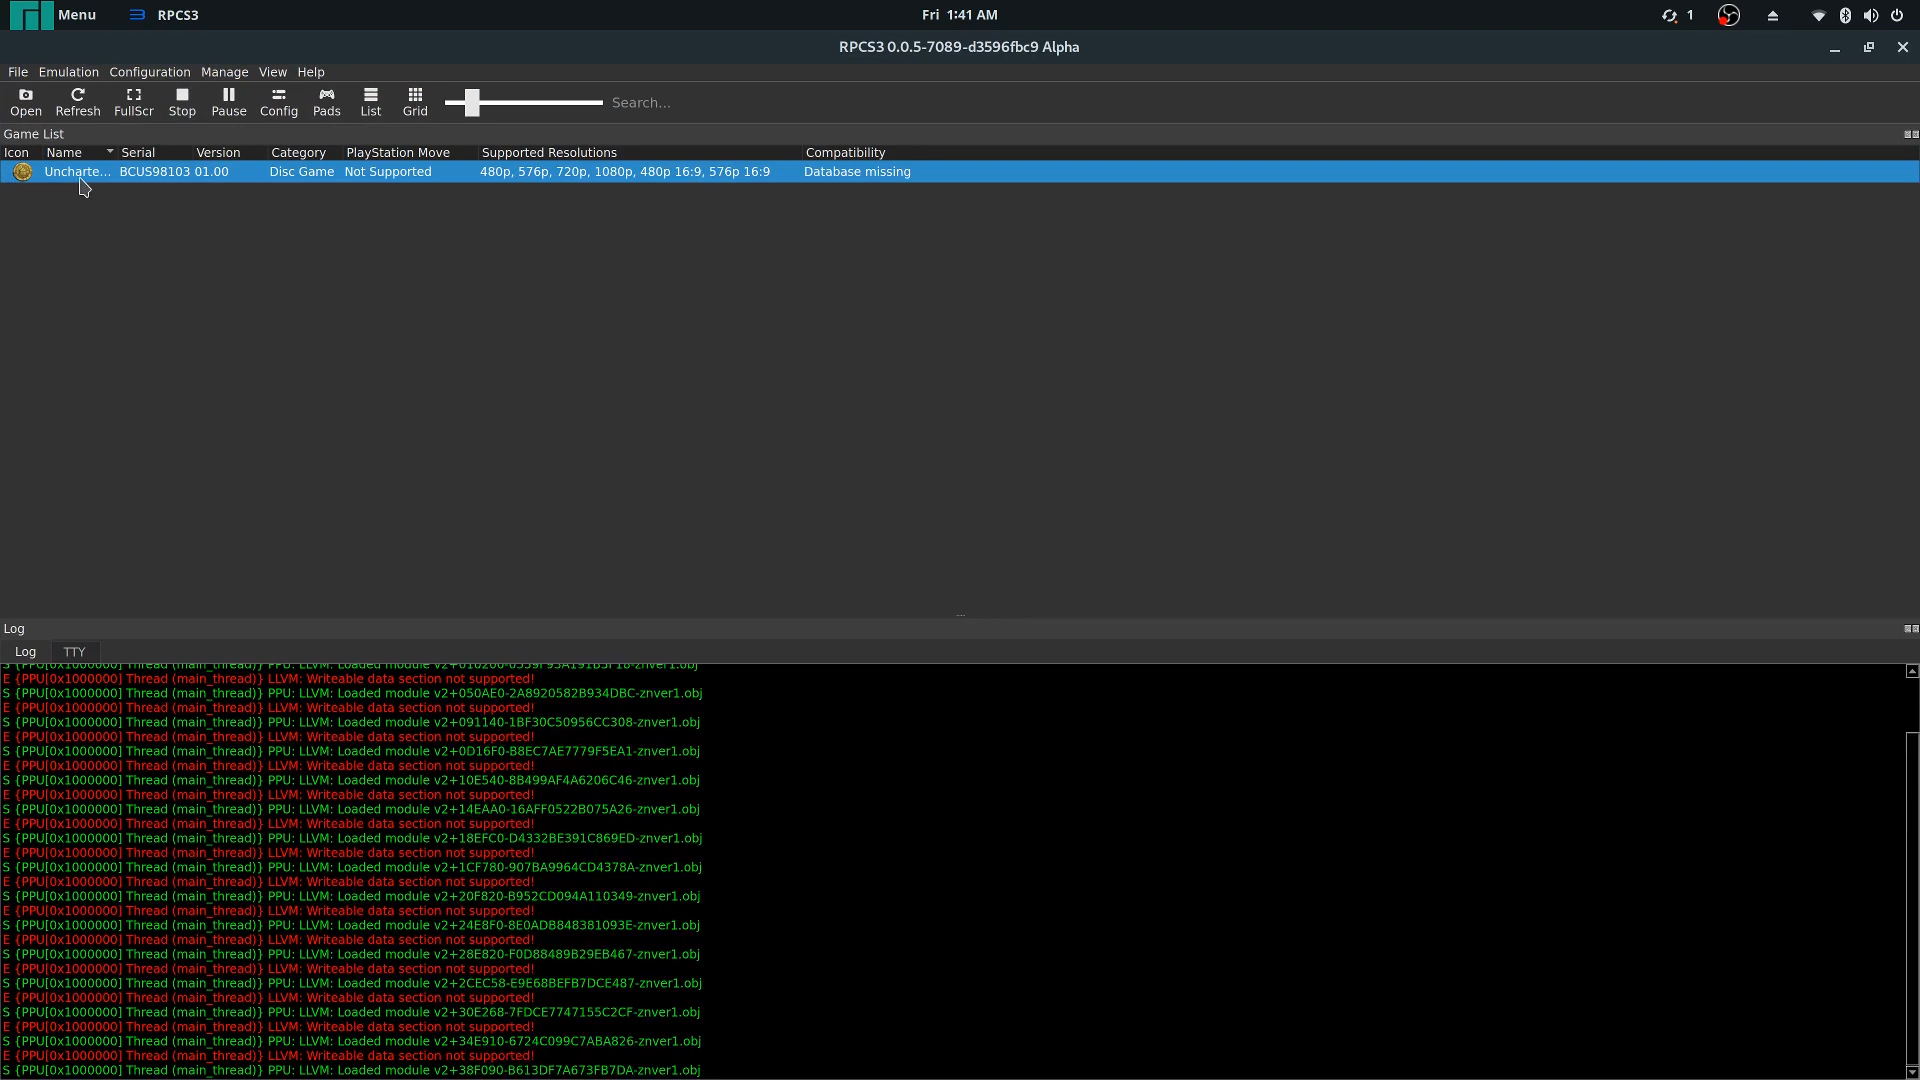 Menu RPCS3 Fri 1:41 AM 1
RPCS3 0.0.5-7089-d3596fbc9 Alpha
File Emulation Configuration Manage View Help
Open Refresh FullScr Stop Pause Config Pads List Grid Search...
Game List
Icon Name Serial Version Category PlayStation Move Supported Resolutions Compatibility
Uncharte... BCUS98103 01.00 Disc Game Not Supported 480p, 576p, 720p, 1080p, 480p 16:9, 576p 16:9 Database missing
Log
Log TTY
S {PPU[0x1000000] Thread (main_thread)} PPU: LLVM: Loaded module
E {PPU[0x1000000] Thread (main_thread)} LLVM: Writeable data section not supported!
S {PPU[0x1000000] Thread (main_thread)} PPU: LLVM: Loaded module v2+050AE0-2A8920582B934DBC-znver1.obj
E {PPU[0x1000000] Thread (main_thread)} LLVM: Writeable data section not supported!
S {PPU[0x1000000] Thread (main_thread)} PPU: LLVM: Loaded module v2+091140-1BF30C50956CC308-znver1.obj
E {PPU[0x1000000] Thread (main_thread)} LLVM: Writeable data section not supported!
S {PPU[0x1000000] Thread (main_thread)} PPU: LLVM: Loaded module v2+0D16F0-B8EC7AE7779F5EA1-znver1.obj
E {PPU[0x1000000] Thread (main_thread)} LLVM: Writeable data section not supported!
S {PPU[0x1000000] Thread (main_thread)} PPU: LLVM: Loaded module v2+10E540-8B499AF4A6206C46-znver1.obj
E {PPU[0x1000000] Thread (main_thread)} LLVM: Writeable data section not supported!
S {PPU[0x1000000] Thread (main_thread)} PPU: LLVM: Loaded module v2+14EAA0-16AFF0522B075A26-znver1.obj
E {PPU[0x1000000] Thread (main_thread)} LLVM: Writeable data section not supported!
S {PPU[0x1000000] Thread (main_thread)} PPU: LLVM: Loaded module v2+18EFC0-D4332BE391C869ED-znver1.obj
E {PPU[0x1000000] Thread (main_thread)} LLVM: Writeable data section not supported!
S {PPU[0x1000000] Thread (main_thread)} PPU: LLVM: Loaded module v2+1CF780-907BA9964CD4378A-znver1.obj
E {PPU[0x1000000] Thread (main_thread)} LLVM: Writeable data section not supported!
S {PPU[0x1000000] Thread (main_thread)} PPU: LLVM: Loaded module v2+20F820-B952CD094A110349-znver1.obj
E {PPU[0x1000000] Thread (main_thread)} LLVM: Writeable data section not supported!
S {PPU[0x1000000] Thread (main_thread)} PPU: LLVM: Loaded module v2+24E8F0-8E0ADB848381093E-znver1.obj
E {PPU[0x1000000] Thread (main_thread)} LLVM: Writeable data section not supported!
S {PPU[0x1000000] Thread (main_thread)} PPU: LLVM: Loaded module v2+28E820-F0D88489B29EB467-znver1.obj
E {PPU[0x1000000] Thread (main_thread)} LLVM: Writeable data section not supported!
S {PPU[0x1000000] Thread (main_thread)} PPU: LLVM: Loaded module v2+2CEC58-E9E68BEFB7DCE487-znver1.obj
E {PPU[0x1000000] Thread (main_thread)} LLVM: Writeable data section not supported!
S {PPU[0x1000000] Thread (main_thread)} PPU: LLVM: Loaded module v2+30E268-7FDCE7747155C2CF-znver1.obj
E {PPU[0x1000000] Thread (main_thread)} LLVM: Writeable data section not supported!
S {PPU[0x1000000] Thread (main_thread)} PPU: LLVM: Loaded module v2+34E910-6724C099C7ABA826-znver1.obj
E {PPU[0x1000000] Thread (main_thread)} LLVM: Writeable data section not supported!
S {PPU[0x1000000] Thread (main_thread)} PPU: LLVM: Loaded module v2+38F090-B613DF7A673FB7DA-znver1.obj